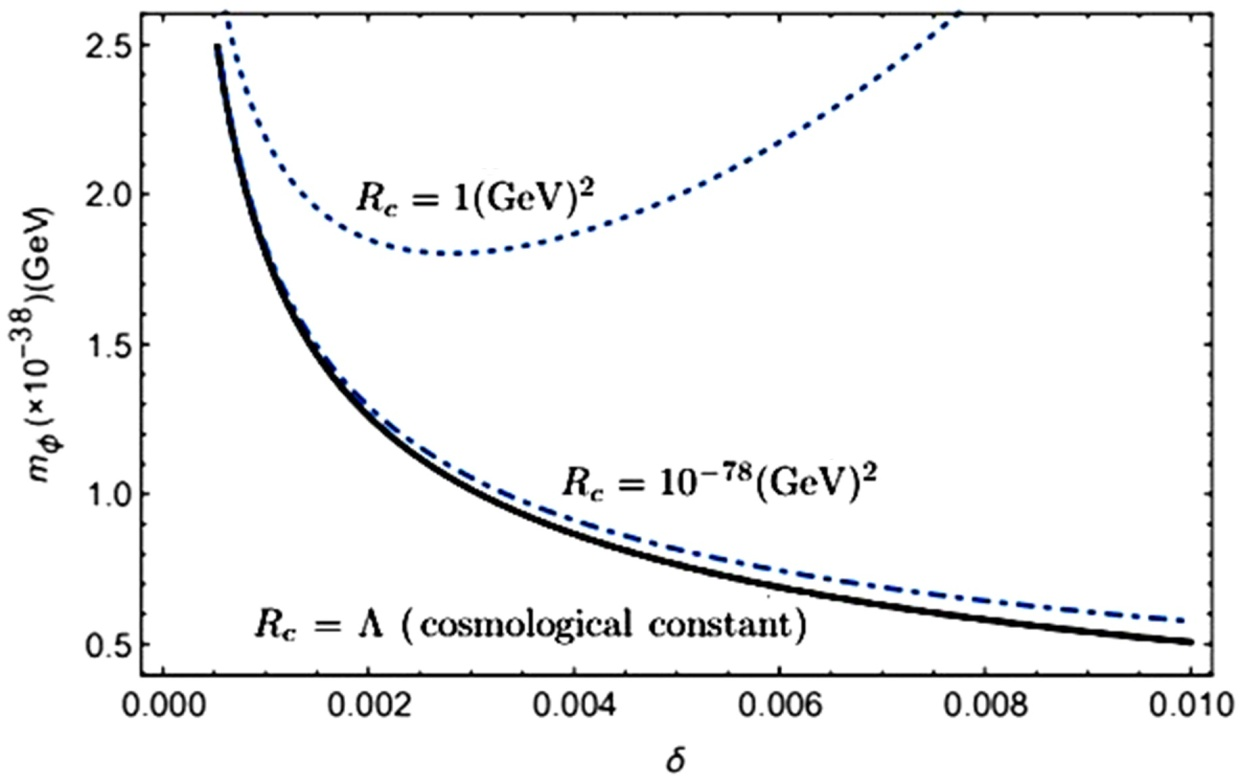 2.5
2.0
1.5
1.0
0.5
m_ϕ (×10⁻³⁸)(GeV)
R_c = 1(GeV)²
R_c = 10⁻⁷⁸(GeV)²
R_c = Λ (cosmological constant)
0.000 0.002 0.004 0.006 0.008 0.010
δ